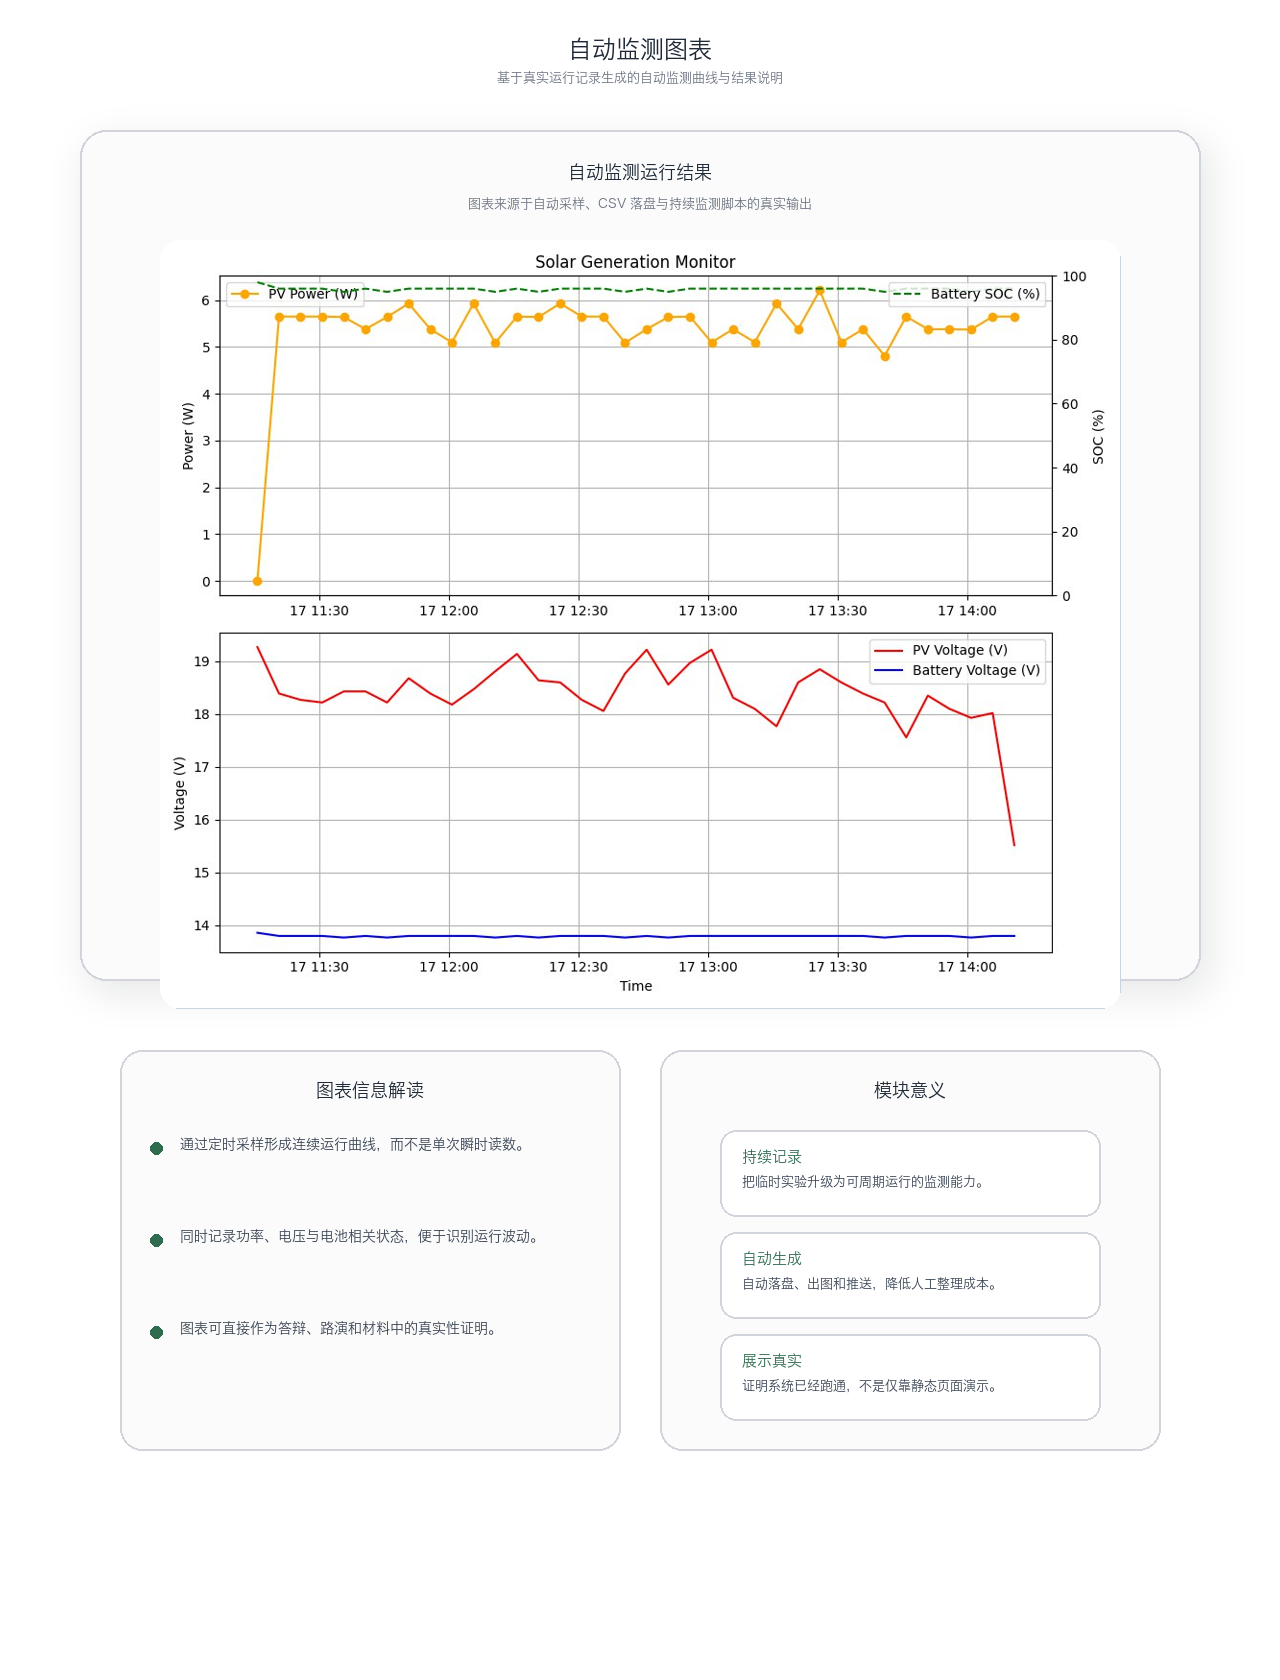 自动监测图表
基于真实运行记录生成的自动监测曲线与结果说明
自动监测运行结果
图表来源于自动采样、CSV 落盘与持续监测脚本的真实输出
Solar Generation Monitor
PV Power (W)
Battery SOC (%)
Power (W)
6
5
4
3
2
1
0
SOC (%)
100
80
60
40
20
0
17 11:30 17 12:00 17 12:30 17 13:00 17 13:30 17 14:00
PV Voltage (V)
Battery Voltage (V)
Voltage (V)
19
18
17
16
15
14
17 11:30 17 12:00 17 12:30 17 13:00 17 13:30 17 14:00
Time
图表信息解读
通过定时采样形成连续运行曲线，而不是单次瞬时读数。
同时记录功率、电压与电池相关状态，便于识别运行波动。
图表可直接作为答辩、路演和材料中的真实性证明。
模块意义
持续记录
把临时实验升级为可周期运行的监测能力。
自动生成
自动落盘、出图和推送，降低人工整理成本。
展示真实
证明系统已经跑通，不是仅靠静态页面演示。